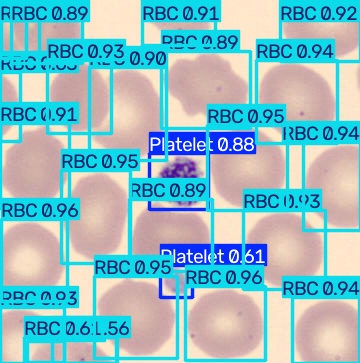 RBC 0.89
RBC 0.91
RBC 0.92
RBC 0.93
RBC 0.90
RBC 0.89
RBC 0.94
RBC 0.91
RBC 0.95
RBC 0.94
Platelet 0.88
RBC 0.95
RBC 0.89
RBC 0.93
RBC 0.96
Platelet 0.61
RBC 0.95
RBC 0.96
RBC 0.94
RBC 0.93